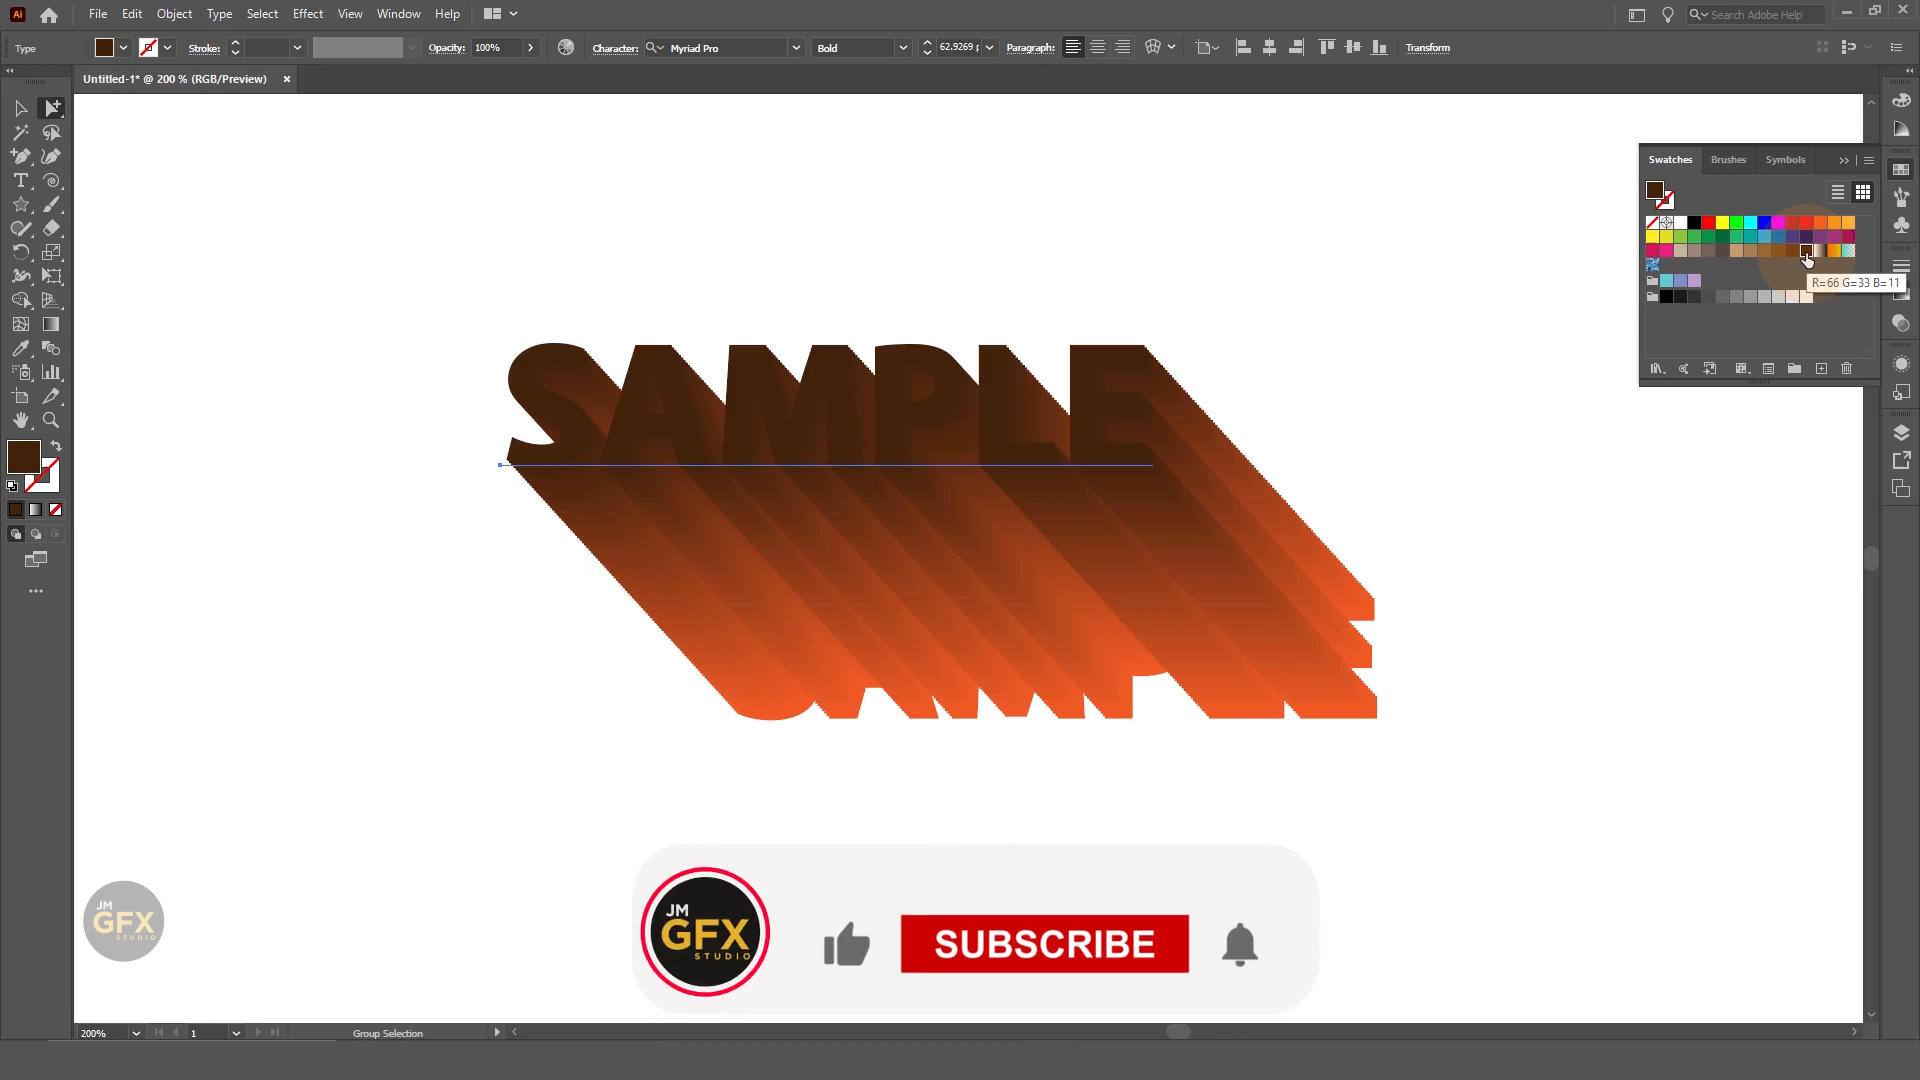 Ai File Edit Object Type Select Effect View Window Help Search Adobe Help
Type Stroke: Opacity: 100% Character: Myriad Pro Bold 62.9269 p Paragraph: Transform
Untitled-1* @ 200 % (RGB/Preview)
Swatches Brushes Symbols
R=66 G=33 B=11
SAMPLE
JM
GFX
STUDIO
JM
GFX
STUDIO
SUBSCRIBE
200% 1 Group Selection